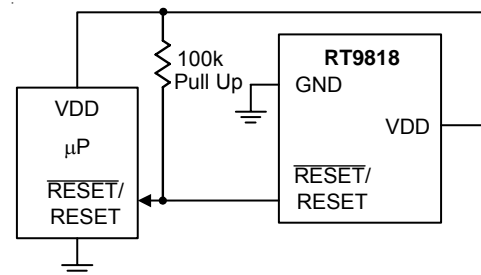 100k
Pull Up
RT9818
GND
VDD
RESET/
RESET
VDD
μP
RESET/
RESET